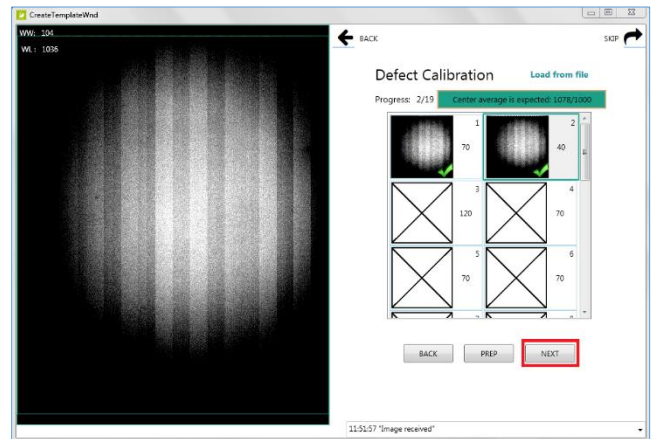 CreateTemplateWnd
WW: 104
WL: 1036
BACK
SKIP
Defect Calibration
Load from file
Progress: 2/19
Center average is expected: 1078/1000
1
70
2
40
3
120
4
70
5
70
6
70
BACK
PREP
NEXT
11:51:57 "Image received"